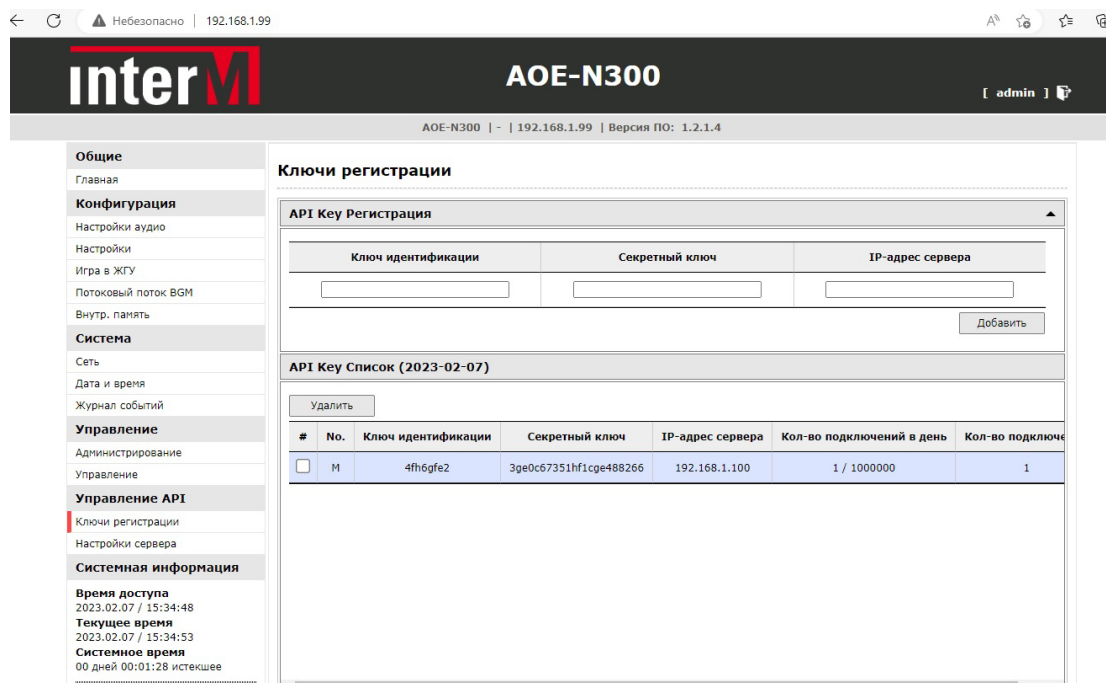 Небезопасно | 192.168.1.99
interM
AOE-N300
[ admin ]
AOE-N300 | - | 192.168.1.99 | Версия ПО: 1.2.1.4
Общие
Главная
Конфигурация
Настройки аудио
Настройки
Игра в ЖГУ
Потоковый поток BGM
Внутр. память
Система
Сеть
Дата и время
Журнал событий
Управление
Администрирование
Управление
Управление API
Ключи регистрации
Настройки сервера
Системная информация
Время доступа
2023.02.07 / 15:34:48
Текущее время
2023.02.07 / 15:34:53
Системное время
00 дней 00:01:28 истекшее
Ключи регистрации
API Key Регистрация
Ключ идентификации Секретный ключ IP-адрес сервера
Добавить
API Key Список (2023-02-07)
Удалить
# No. Ключ идентификации Секретный ключ IP-адрес сервера Кол-во подключений в день Кол-во подключе
M 4fh6gfe2 3ge0c67351hf1cge488266 192.168.1.100 1 / 1000000 1